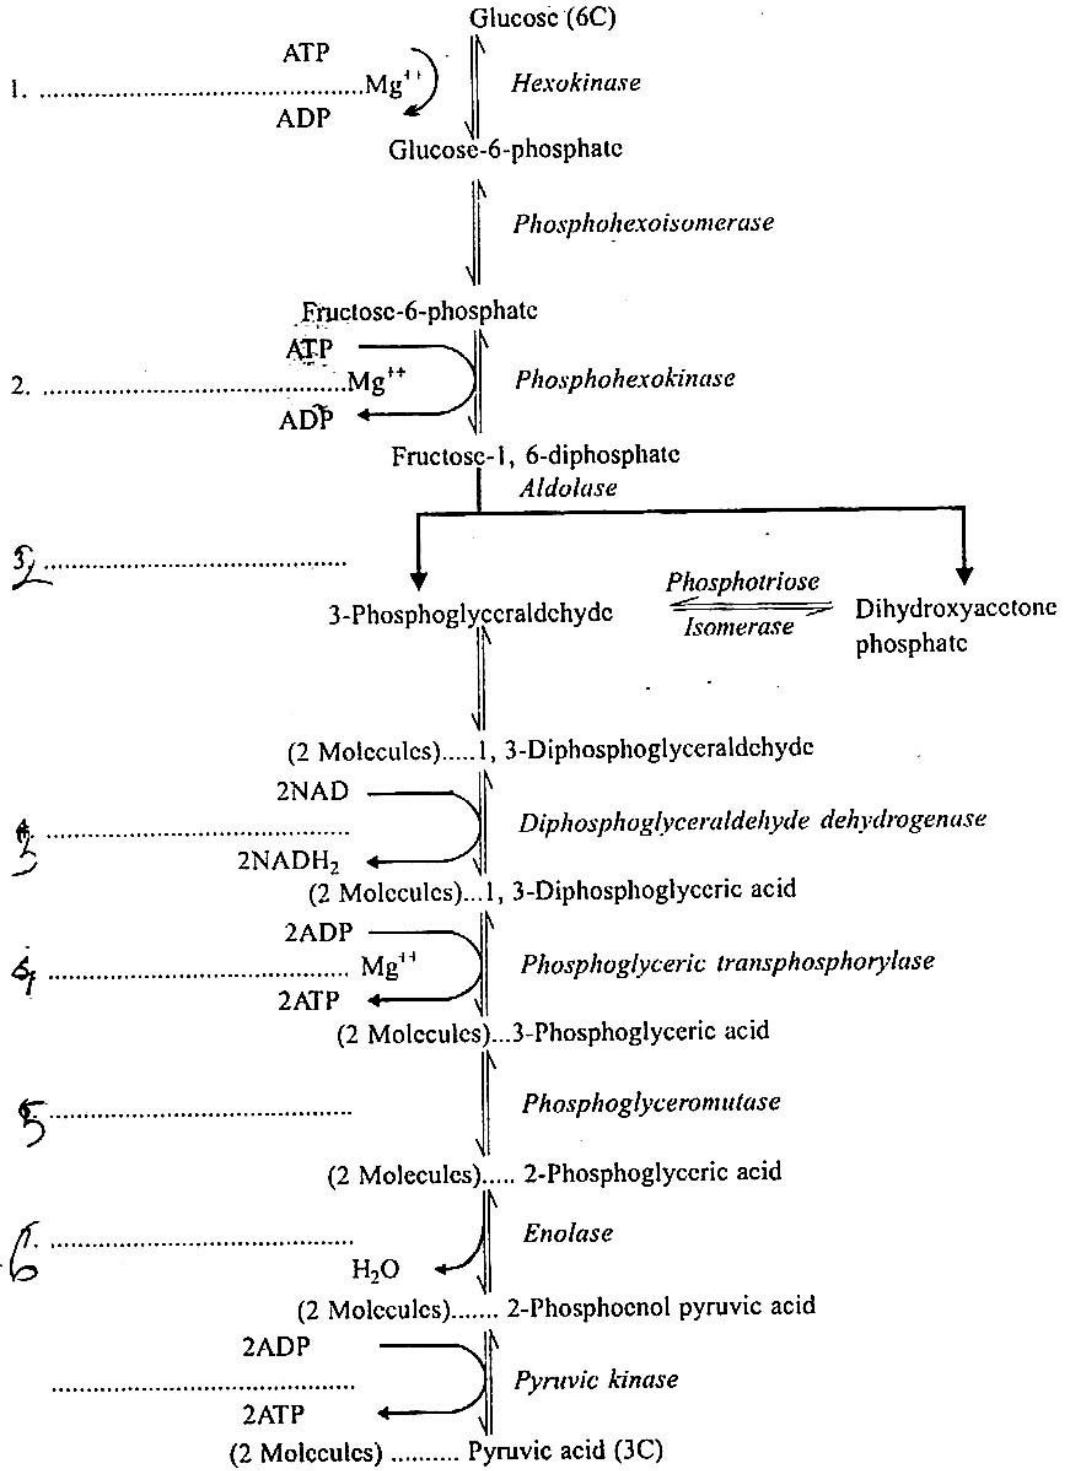 Glucose (6C)
ATP
1. ........................................Mg++ Hexokinase
ADP
Glucose-6-phosphate
Phosphohexoisomerase
Fructose-6-phosphate
ATP
2. ........................................Mg++ Phosphohexokinase
ADP
Fructose-1, 6-diphosphate
Aldolase
3. ........................................
2
Phosphotriose
3-Phosphoglyceraldehyde Dihydroxyacetone
Isomerase
phosphate
(2 Molecules).....1, 3-Diphosphoglyceraldehyde
2NAD
4. ........................................ Diphosphoglyceraldehyde dehydrogenase
3
2NADH₂
(2 Molecules)...1, 3-Diphosphoglyceric acid
2ADP
4 ........................................ Mg++ Phosphoglyceric transphosphorylase
2ATP
(2 Molecules)...3-Phosphoglyceric acid
5 ........................................ Phosphoglyceromutase
(2 Molecules)..... 2-Phosphoglyceric acid
7. ........................................ Enolase
6
H₂O
(2 Molecules)....... 2-Phosphoenol pyruvic acid
2ADP
........................................ Pyruvic kinase
2ATP
(2 Molecules) .......... Pyruvic acid (3C)